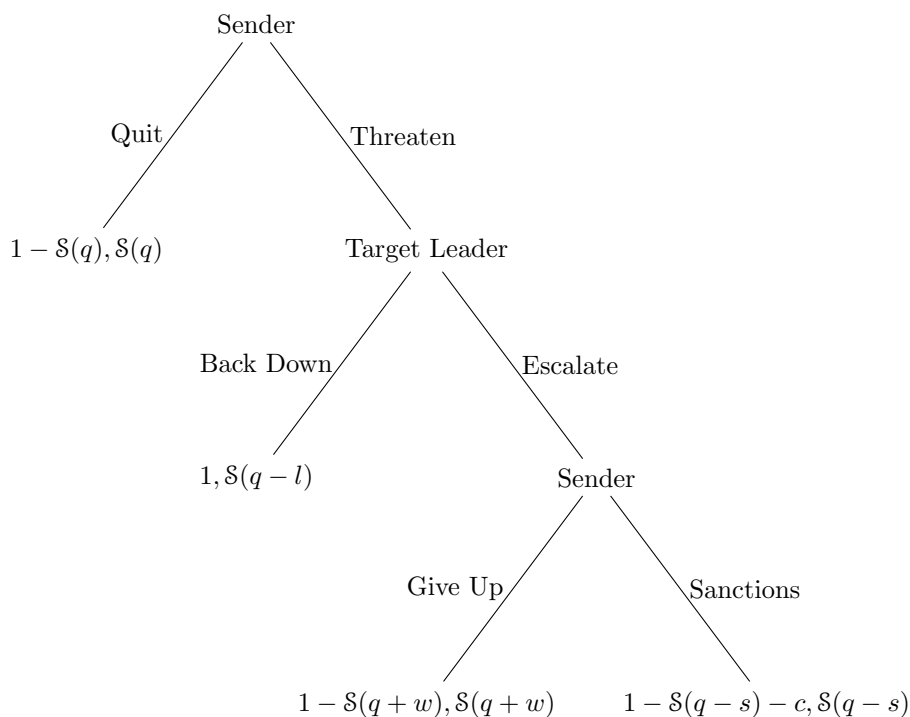 Sender
Quit
Threaten
1 − 𝒮(q), 𝒮(q)
Target Leader
Back Down
Escalate
1, 𝒮(q − l)
Sender
Give Up
Sanctions
1 − 𝒮(q + w), 𝒮(q + w)
1 − 𝒮(q − s) − c, 𝒮(q − s)